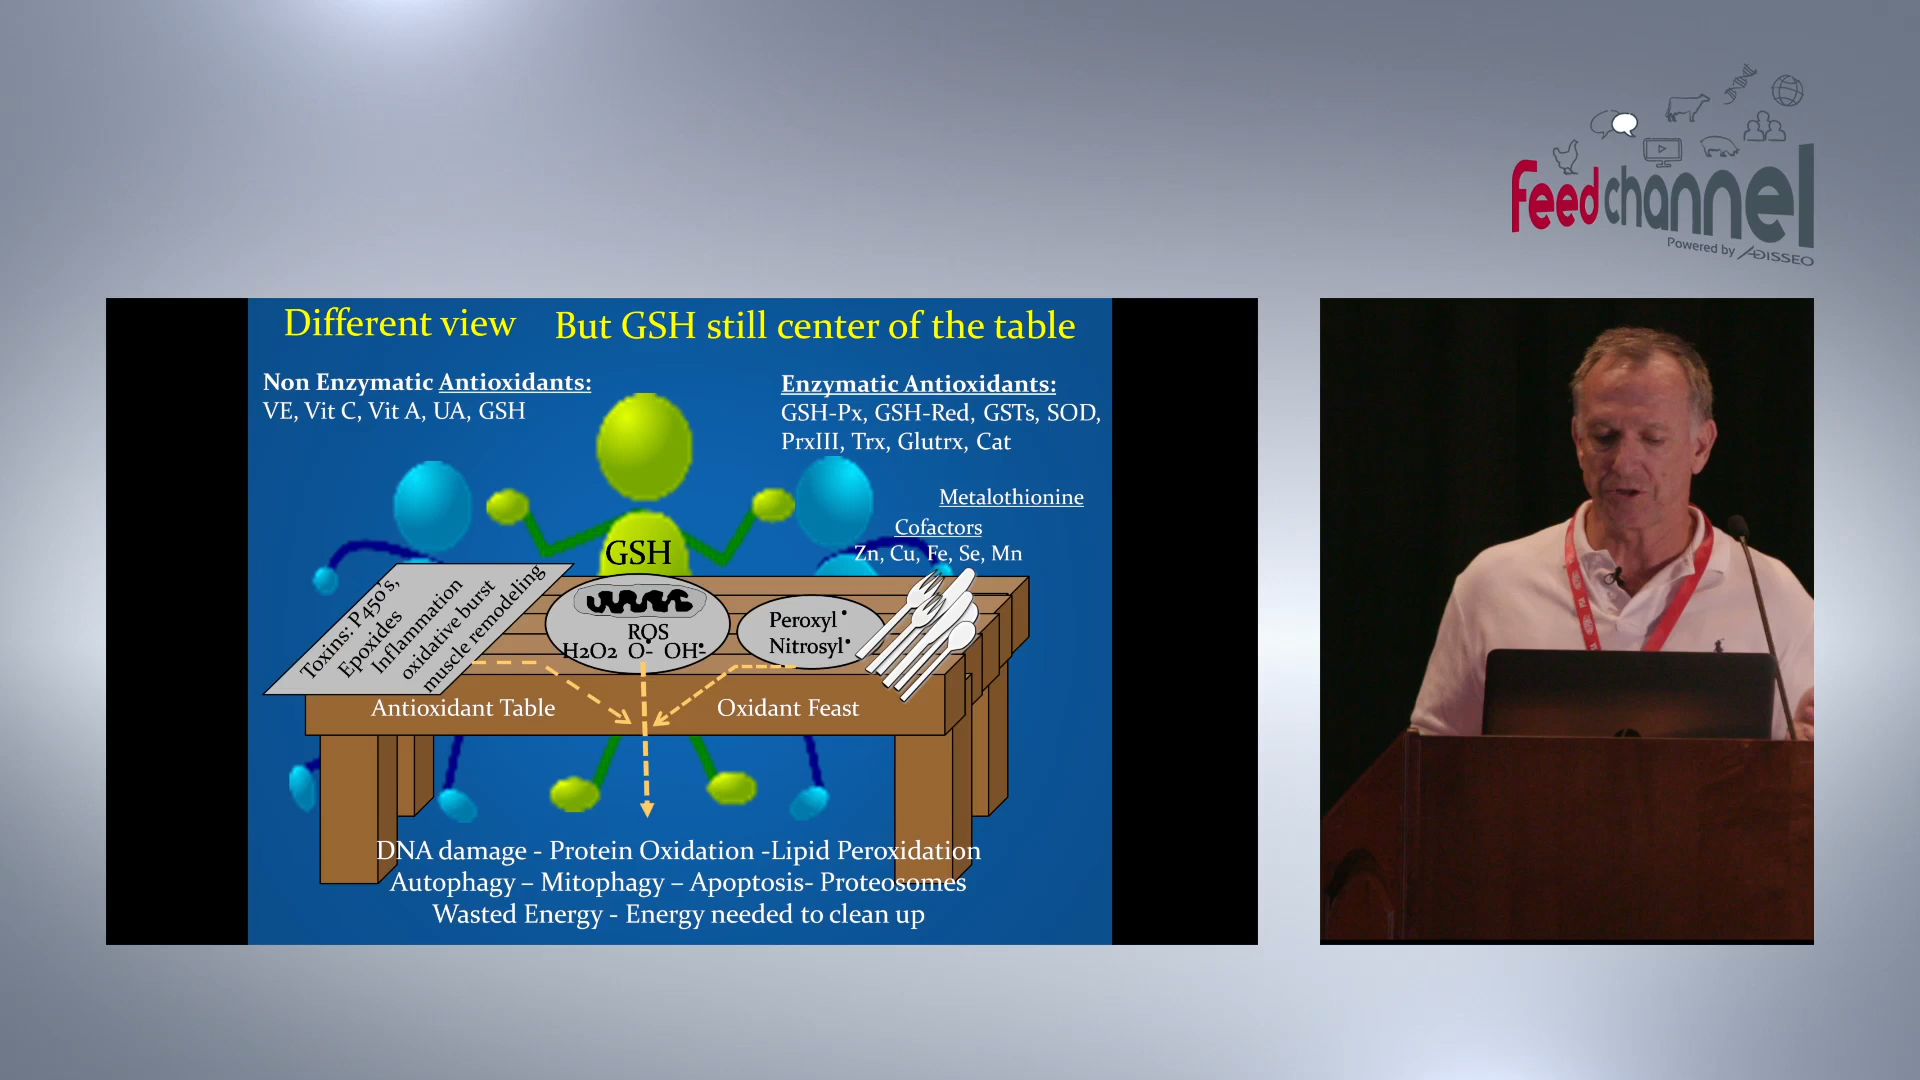 feedchannel
Powered by ADISSEO
Different view But GSH still center of the table
Non Enzymatic Antioxidants:
VE, Vit C, Vit A, UA, GSH
Enzymatic Antioxidants:
GSH-Px, GSH-Red, GSTs, SOD,
PrxIII, Trx, Glutrx, Cat
Metalothionine
Cofactors
Zn, Cu, Fe, Se, Mn
GSH
Toxins: P450's,
Epoxides
Inflammation
oxidative burst
muscle remodeling
ROS
H2O2 O- OH-
Peroxyl •
Nitrosyl•
Antioxidant Table
Oxidant Feast
DNA damage - Protein Oxidation -Lipid Peroxidation
Autophagy – Mitophagy – Apoptosis- Proteosomes
Wasted Energy - Energy needed to clean up